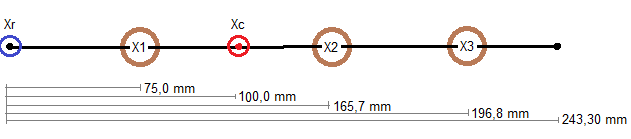 Xr Xc
X1 X2 X3
75,0 mm
100,0 mm
165,7 mm
196,8 mm
243,30 mm